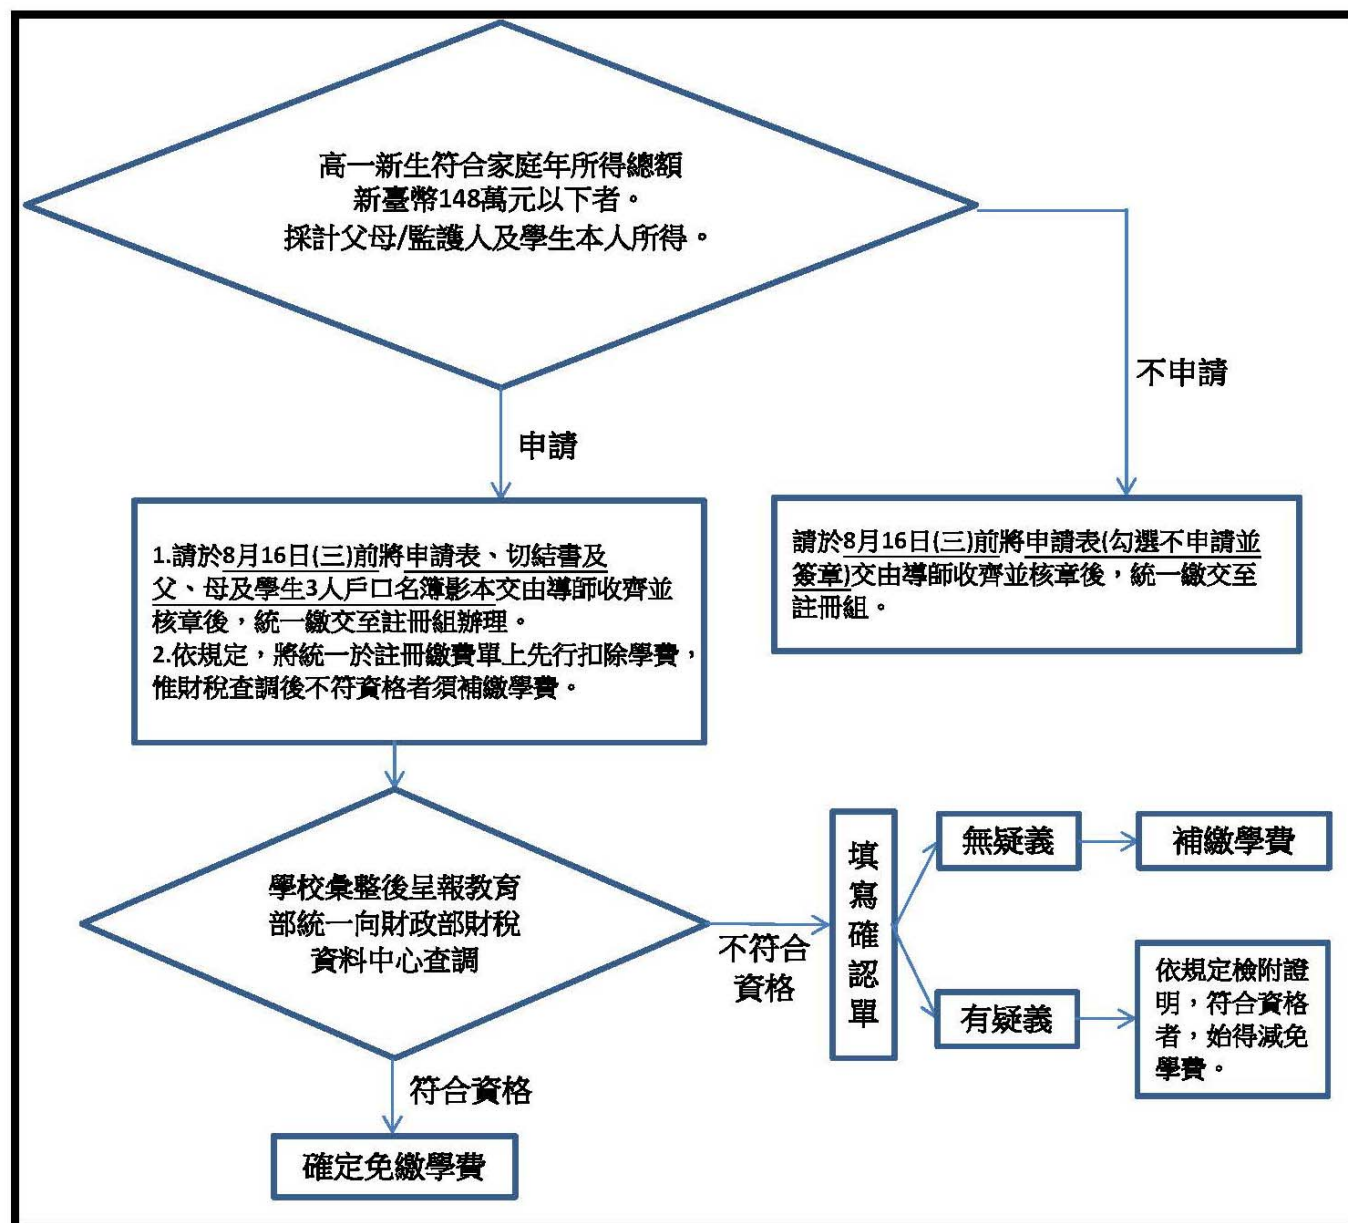 高一新生符合家庭年所得總額
新臺幣148萬元以下者。
採計父母/監護人及學生本人所得。
不申請
申請
1.請於8月16日(三)前將申請表、切結書及
父、母及學生3人戶口名簿影本交由導師收齊並
核章後，統一繳交至註冊組辦理。
2.依規定，將統一於註冊繳費單上先行扣除學費，
惟財稅查調後不符資格者須補繳學費。
請於8月16日(三)前將申請表(勾選不申請並
簽章)交由導師收齊並核章後，統一繳交至
註冊組。
學校彙整後呈報教育
部統一向財政部財稅
資料中心查調
不符合
資格
填
寫
確
認
單
無疑義
補繳學費
有疑義
依規定檢附證
明，符合資格
者，始得減免
學費。
符合資格
確定免繳學費